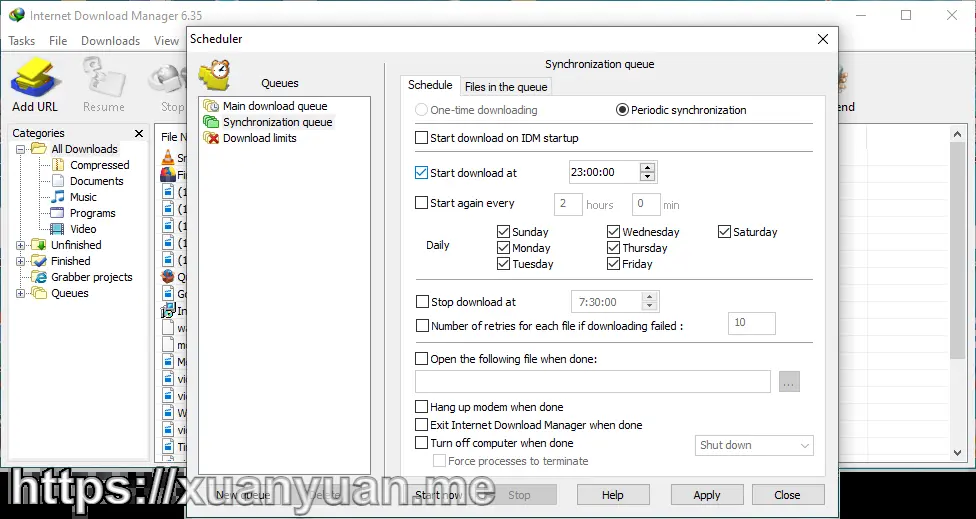 Internet Download Manager 6.35
Tasks File Downloads View
Scheduler
Add URL
Resume
Stop
end
Categories
All Downloads
Compressed
Documents
Music
Programs
Video
Unfinished
Finished
Grabber projects
Queues
File N
Queues
Main download queue
Synchronization queue
Download limits
Synchronization queue
Schedule
Files in the queue
One-time downloading
Periodic synchronization
Start download on IDM startup
Start download at 23:00:00
Start again every 2 hours 0 min
Daily
Sunday Wednesday Saturday
Monday Thursday
Tuesday Friday
Stop download at 7:30:00
Number of retries for each file if downloading failed : 10
Open the following file when done:
...
Hang up modem when done
Exit Internet Download Manager when done
Turn off computer when done Shut down
Force processes to terminate
New queue Delete Start now Stop Help Apply Close
https://xuanyuan.me